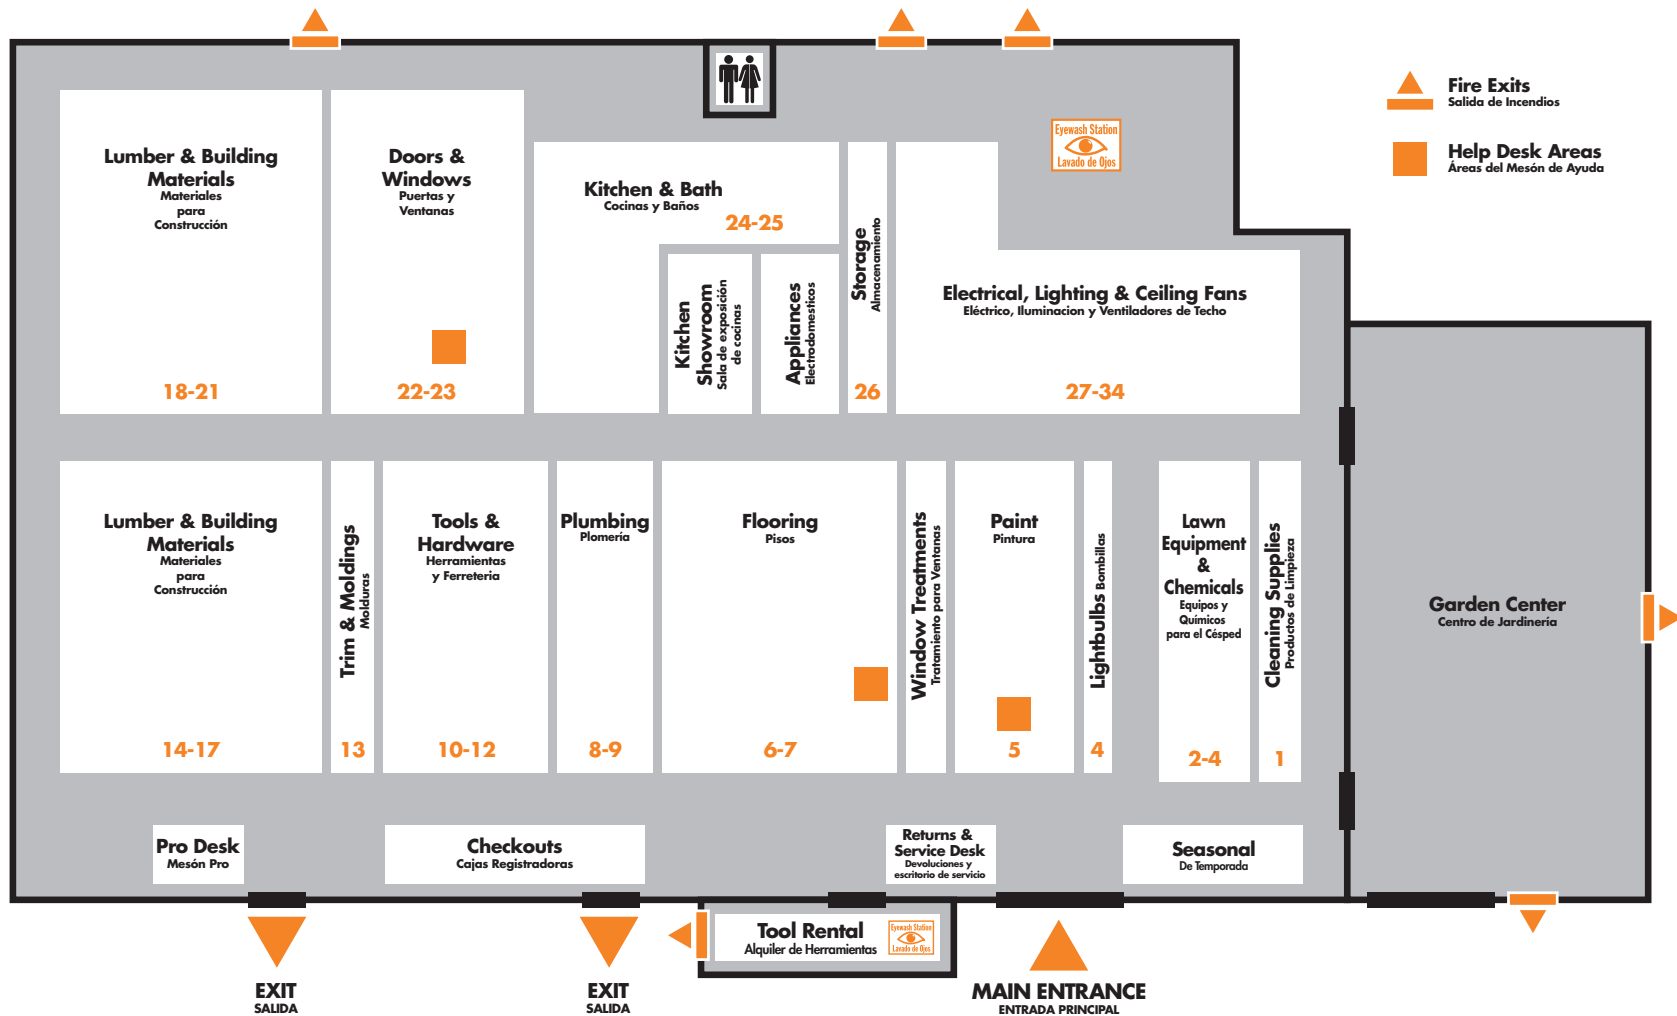 Fire Exits
Salida de Incendios
Help Desk Areas
Áreas del Mesón de Ayuda
Eyewash Station
Lavado de Ojos
Lumber & Building
Materials
Materiales
para
Construcción
18-21
Doors &
Windows
Puertas y
Ventanas
22-23
Kitchen & Bath
Cocinas y Baños
24-25
Kitchen
Showroom
Sala de exposición
de cocinas
Appliances
Electrodomesticos
Storage
Almacenamiento
26
Electrical, Lighting & Ceiling Fans
Eléctrico, Iluminacion y Ventiladores de Techo
27-34
Lumber & Building
Materials
Materiales
para
Construcción
14-17
Trim & Moldings
Molduras
13
Tools &
Hardware
Herramientas
y Ferreteria
10-12
Plumbing
Plomería
8-9
Flooring
Pisos
6-7
Window Treatments
Tratamiento para Ventanas
Paint
Pintura
5
Lightbulbs Bombillas
4
Lawn
Equipment
&
Chemicals
Equipos y
Químicos
para el Césped
2-4
Cleaning Supplies
Productos de Limpieza
1
Garden Center
Centro de Jardinería
Pro Desk
Mesón Pro
Checkouts
Cajas Registradoras
Returns &
Service Desk
Devoluciones y
escritorio de servicio
Seasonal
De Temporada
Tool Rental
Alquiler de Herramientas
Eyewash Station
Lavado de Ojos
EXIT
SALIDA
EXIT
SALIDA
MAIN ENTRANCE
ENTRADA PRINCIPAL